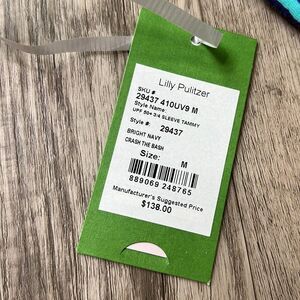 Lilly Pulitzer
SKU #
29437 410UV9 M
Style Name:
UPF 50+ 3/4 SLEEVE TAMMY
Style #: 29437
BRIGHT NAVY
CRASH THE BASH
Size: M
889069 248765
Manufacturer's Suggested Price
$138.00